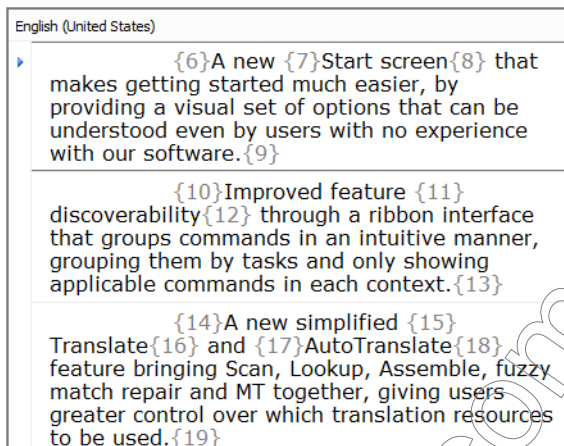 English (United States)
{6}A new {7}Start screen{8} that
makes getting started much easier, by
providing a visual set of options that can be
understood even by users with no experience
with our software.{9}
{10}Improved feature {11}
discoverability{12} through a ribbon interface
that groups commands in an intuitive manner,
grouping them by tasks and only showing
applicable commands in each context.{13}
{14}A new simplified {15}
Translate{16} and {17}AutoTranslate{18}
feature bringing Scan, Lookup, Assemble, fuzzy
match repair and MT together, giving users
greater control over which translation resources
to be used.{19}
com